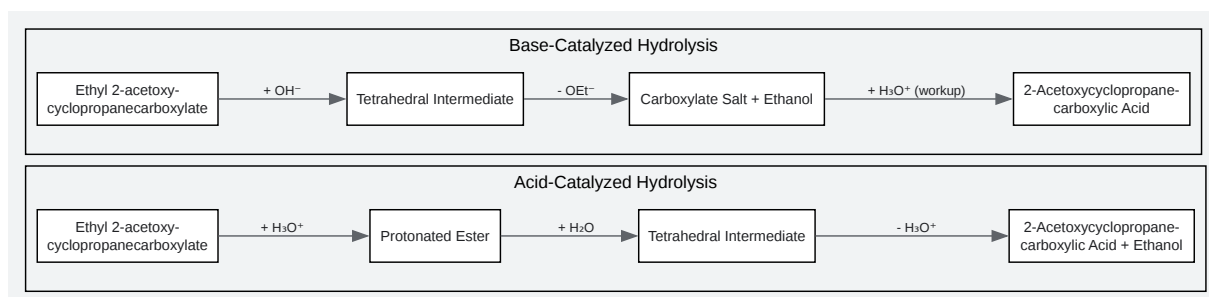 Base-Catalyzed Hydrolysis
Ethyl 2-acetoxy-
cyclopropanecarboxylate
+ OH⁻
Tetrahedral Intermediate
- OEt⁻
Carboxylate Salt + Ethanol
+ H₃O⁺ (workup)
2-Acetoxycyclopropane-
carboxylic Acid
Acid-Catalyzed Hydrolysis
Ethyl 2-acetoxy-
cyclopropanecarboxylate
+ H₃O⁺
Protonated Ester
+ H₂O
Tetrahedral Intermediate
- H₃O⁺
2-Acetoxycyclopropane-
carboxylic Acid + Ethanol